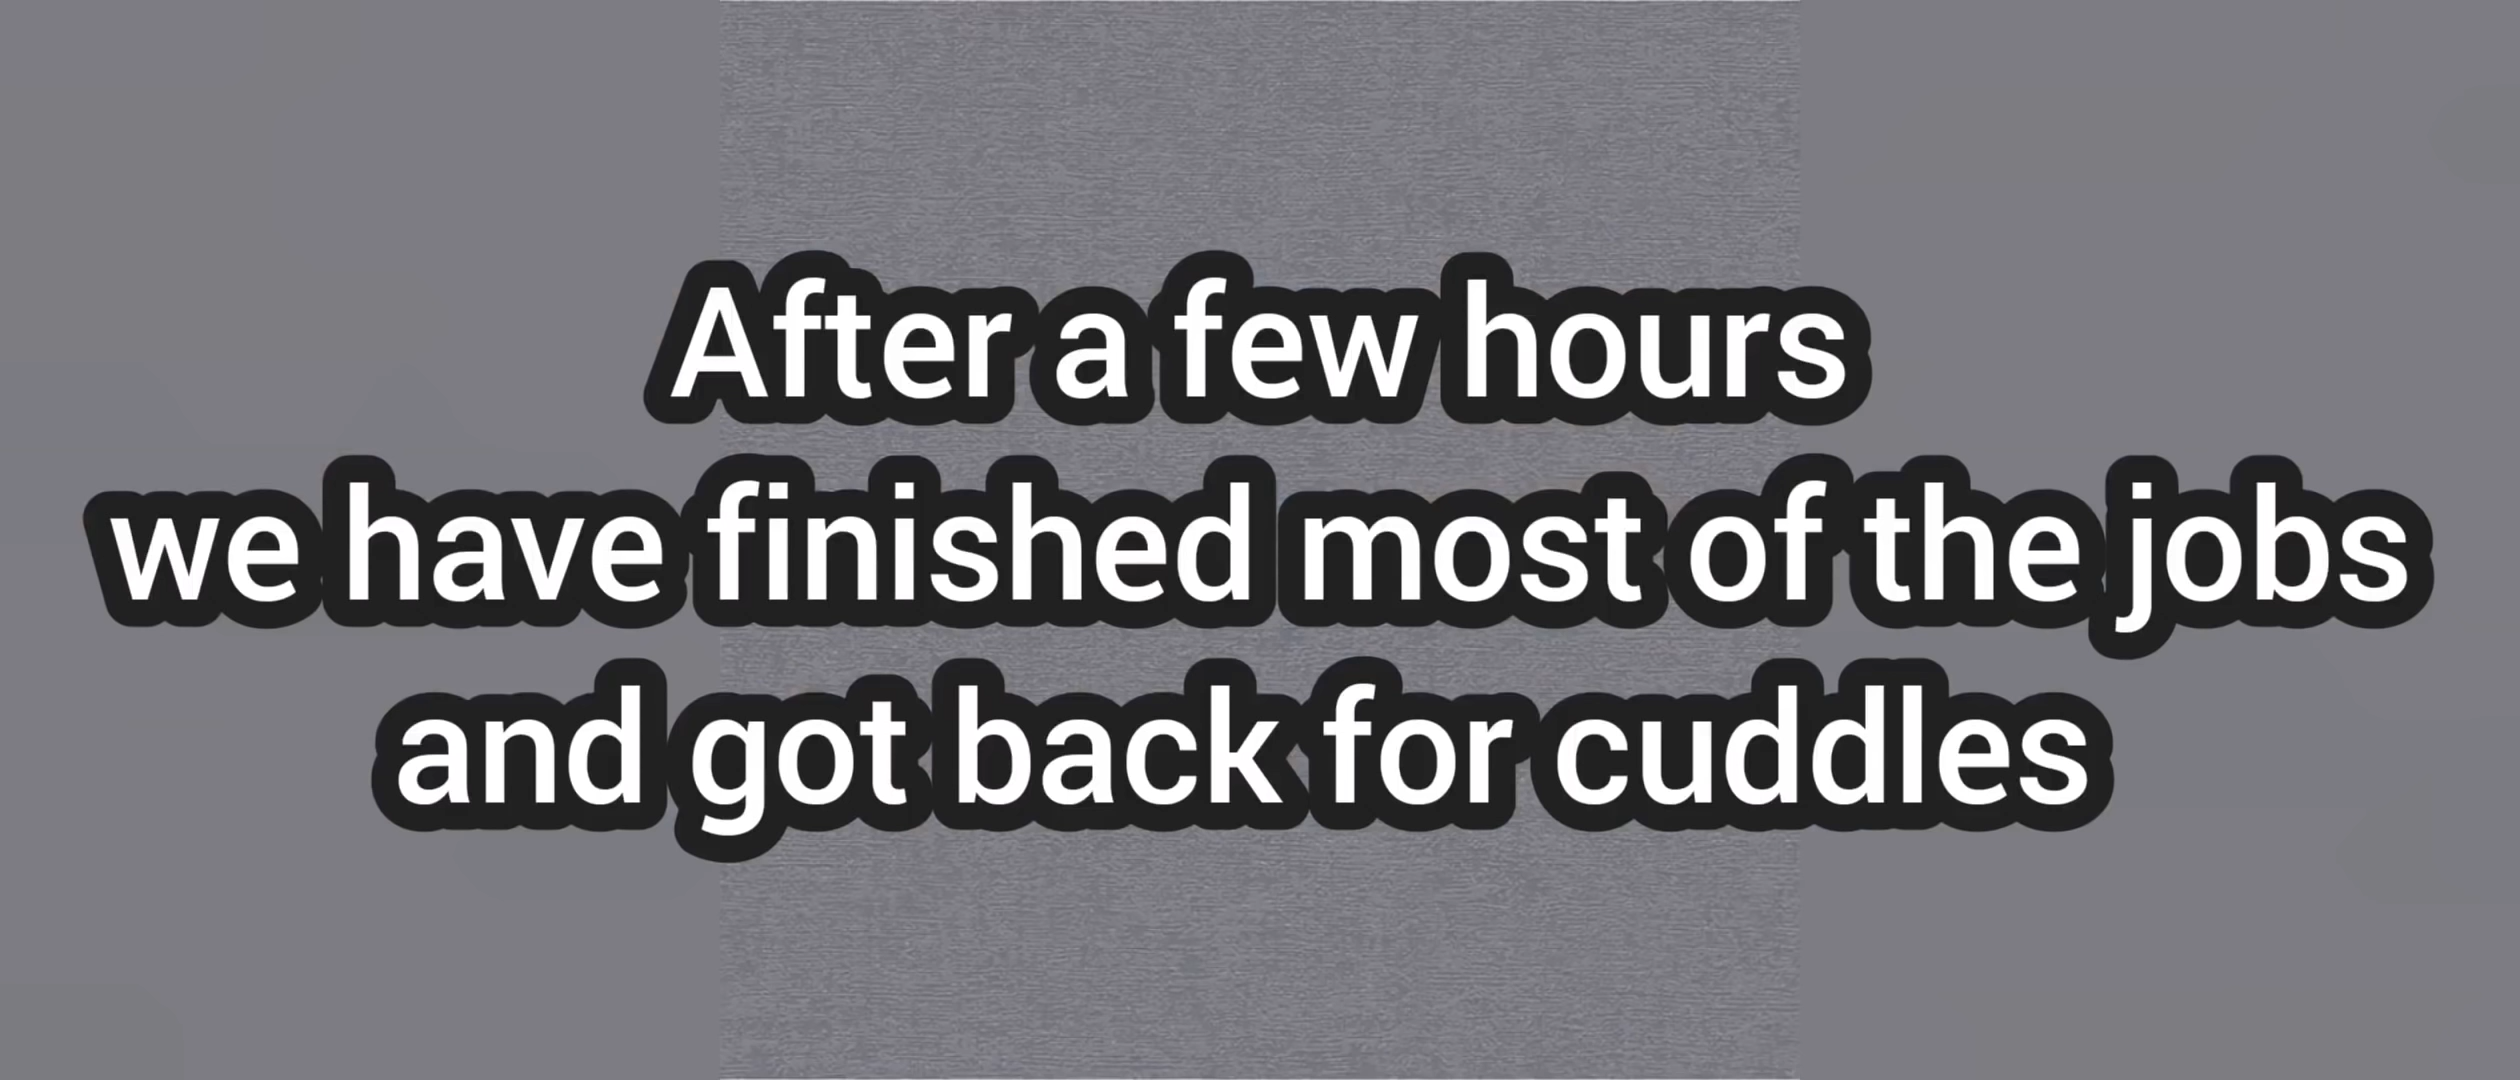 After a few hours
we have finished most of the jobs
and got back for cuddles